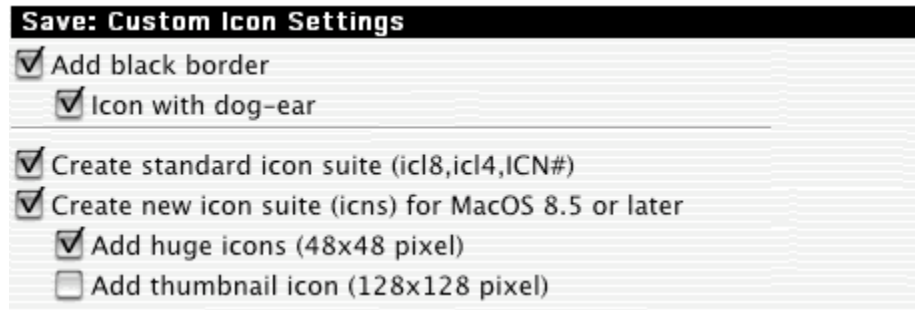 Save: Custom Icon Settings
Add black border
Icon with dog-ear
Create standard icon suite (icl8,icl4,ICN#)
Create new icon suite (icns) for MacOS 8.5 or later
Add huge icons (48x48 pixel)
Add thumbnail icon (128x128 pixel)